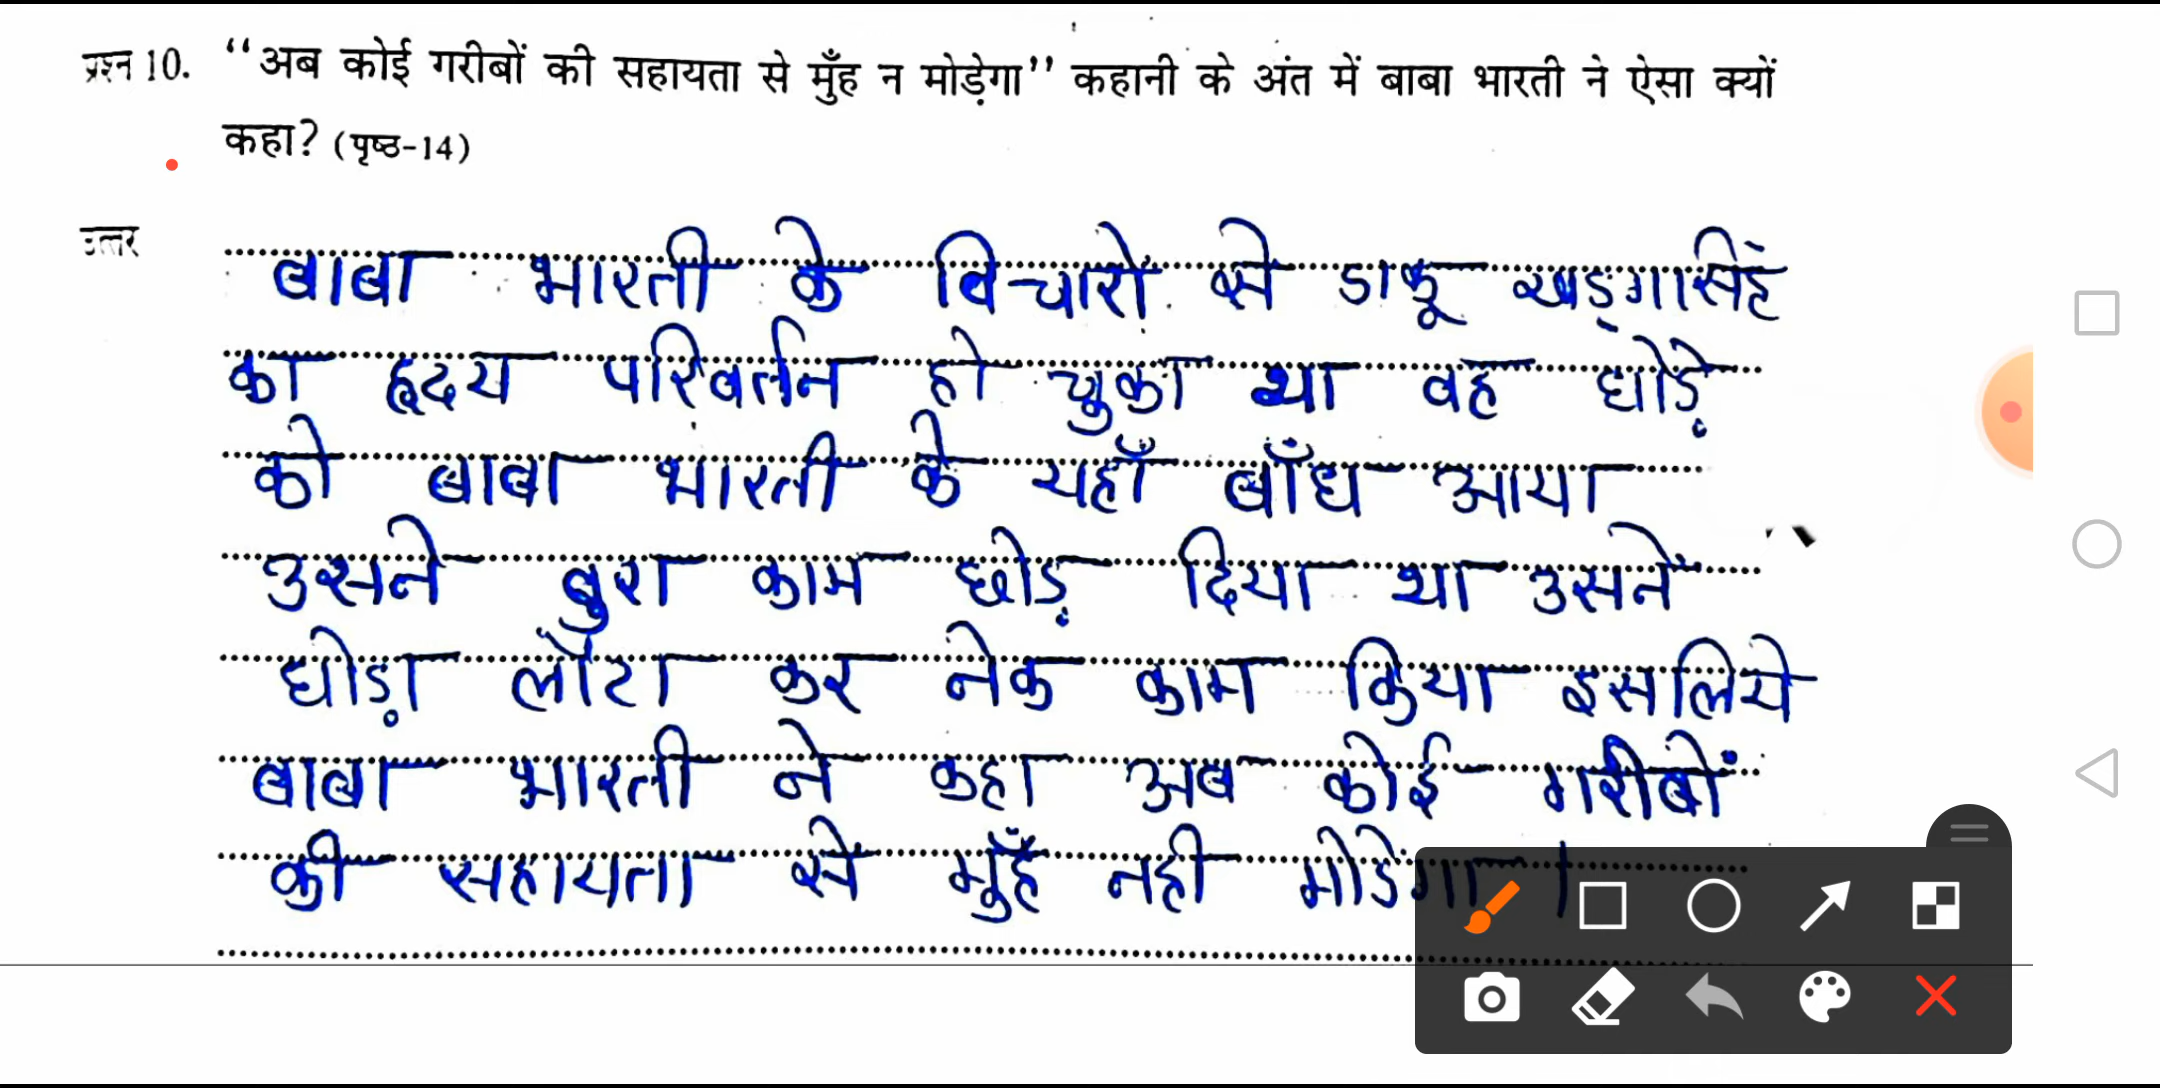 प्रश्न 10. “अब कोई गरीबों की सहायता से मुँह न मोड़ेगा” कहानी के अंत में बाबा भारती ने ऐसा क्यों
कहा? (पृष्ठ-14)
उत्तर
बाबा भारती के विचारों से डाकू खड्गसिंह
का हृदय परिवर्तन हो चुका था वह घोड़े
को बाबा भारती के यहाँ बाँध आया
उसने बुरा काम छोड़ दिया था उसने
घोड़ा लौटा कर नेक काम किया इसलिये
बाबा भारती ने कहा अब कोई गरीबों
की सहायता से मुँह नही मोडेगा ।